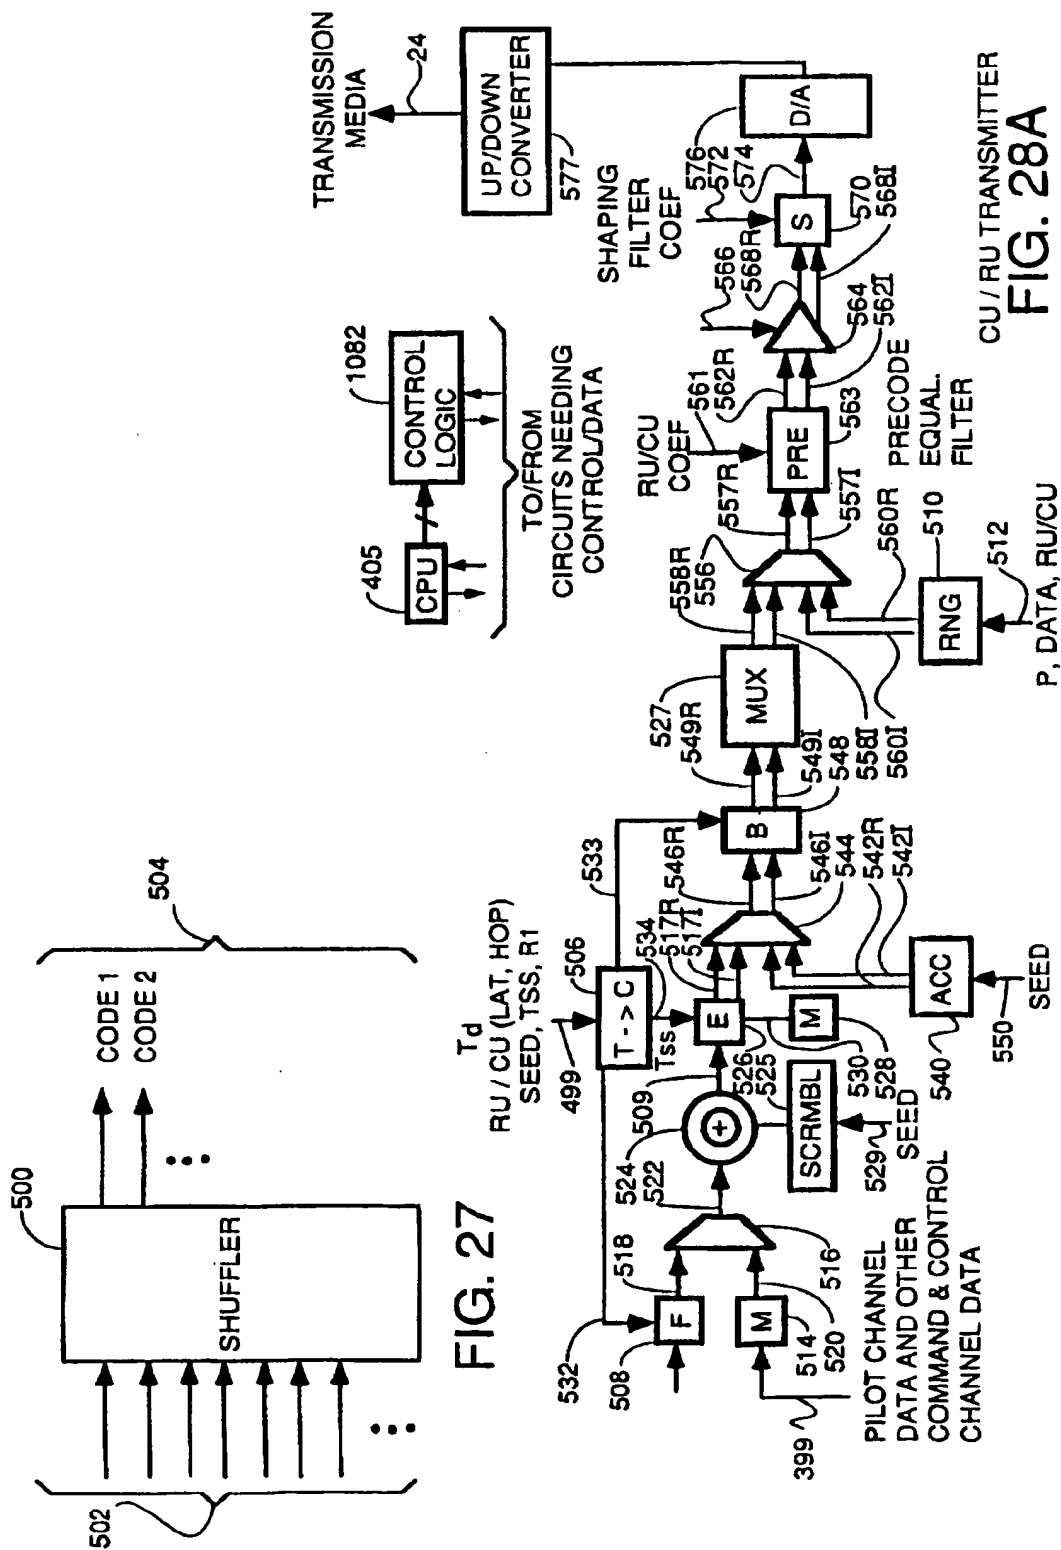 500
SHUFFLER
CODE 1
CODE 2
504
502
FIG. 27
405
CPU
CONTROL
LOGIC
1082
TO/FROM
CIRCUITS NEEDING
CONTROL/DATA
TRANSMISSION
MEDIA
24
UP/DOWN
CONVERTER
577
Td
RU / CU (LAT, HOP)
SEED, TSS, R1
499
506
T -> C
Tss
534
533
532
508
F
518
M
514
520
516
522
524
+
509
E
526
525
SCRMBL
529
SEED
530
M
528
517R
517I
546R
546I
544
542R
542I
ACC
540
550
SEED
B
548
549R
549I
527
MUX
558R
558I
556
560I
560R
RNG
510
512
P, DATA, RU/CU
557R
557I
RU/CU
COEF
561
562R
PRE
563
PRECODE
EQUAL.
FILTER
562I
564
566
568R
568I
SHAPING
FILTER
COEF
572
574
S
570
576
D/A
399
PILOT CHANNEL
DATA AND OTHER
COMMAND & CONTROL
CHANNEL DATA
CU / RU TRANSMITTER
FIG. 28A